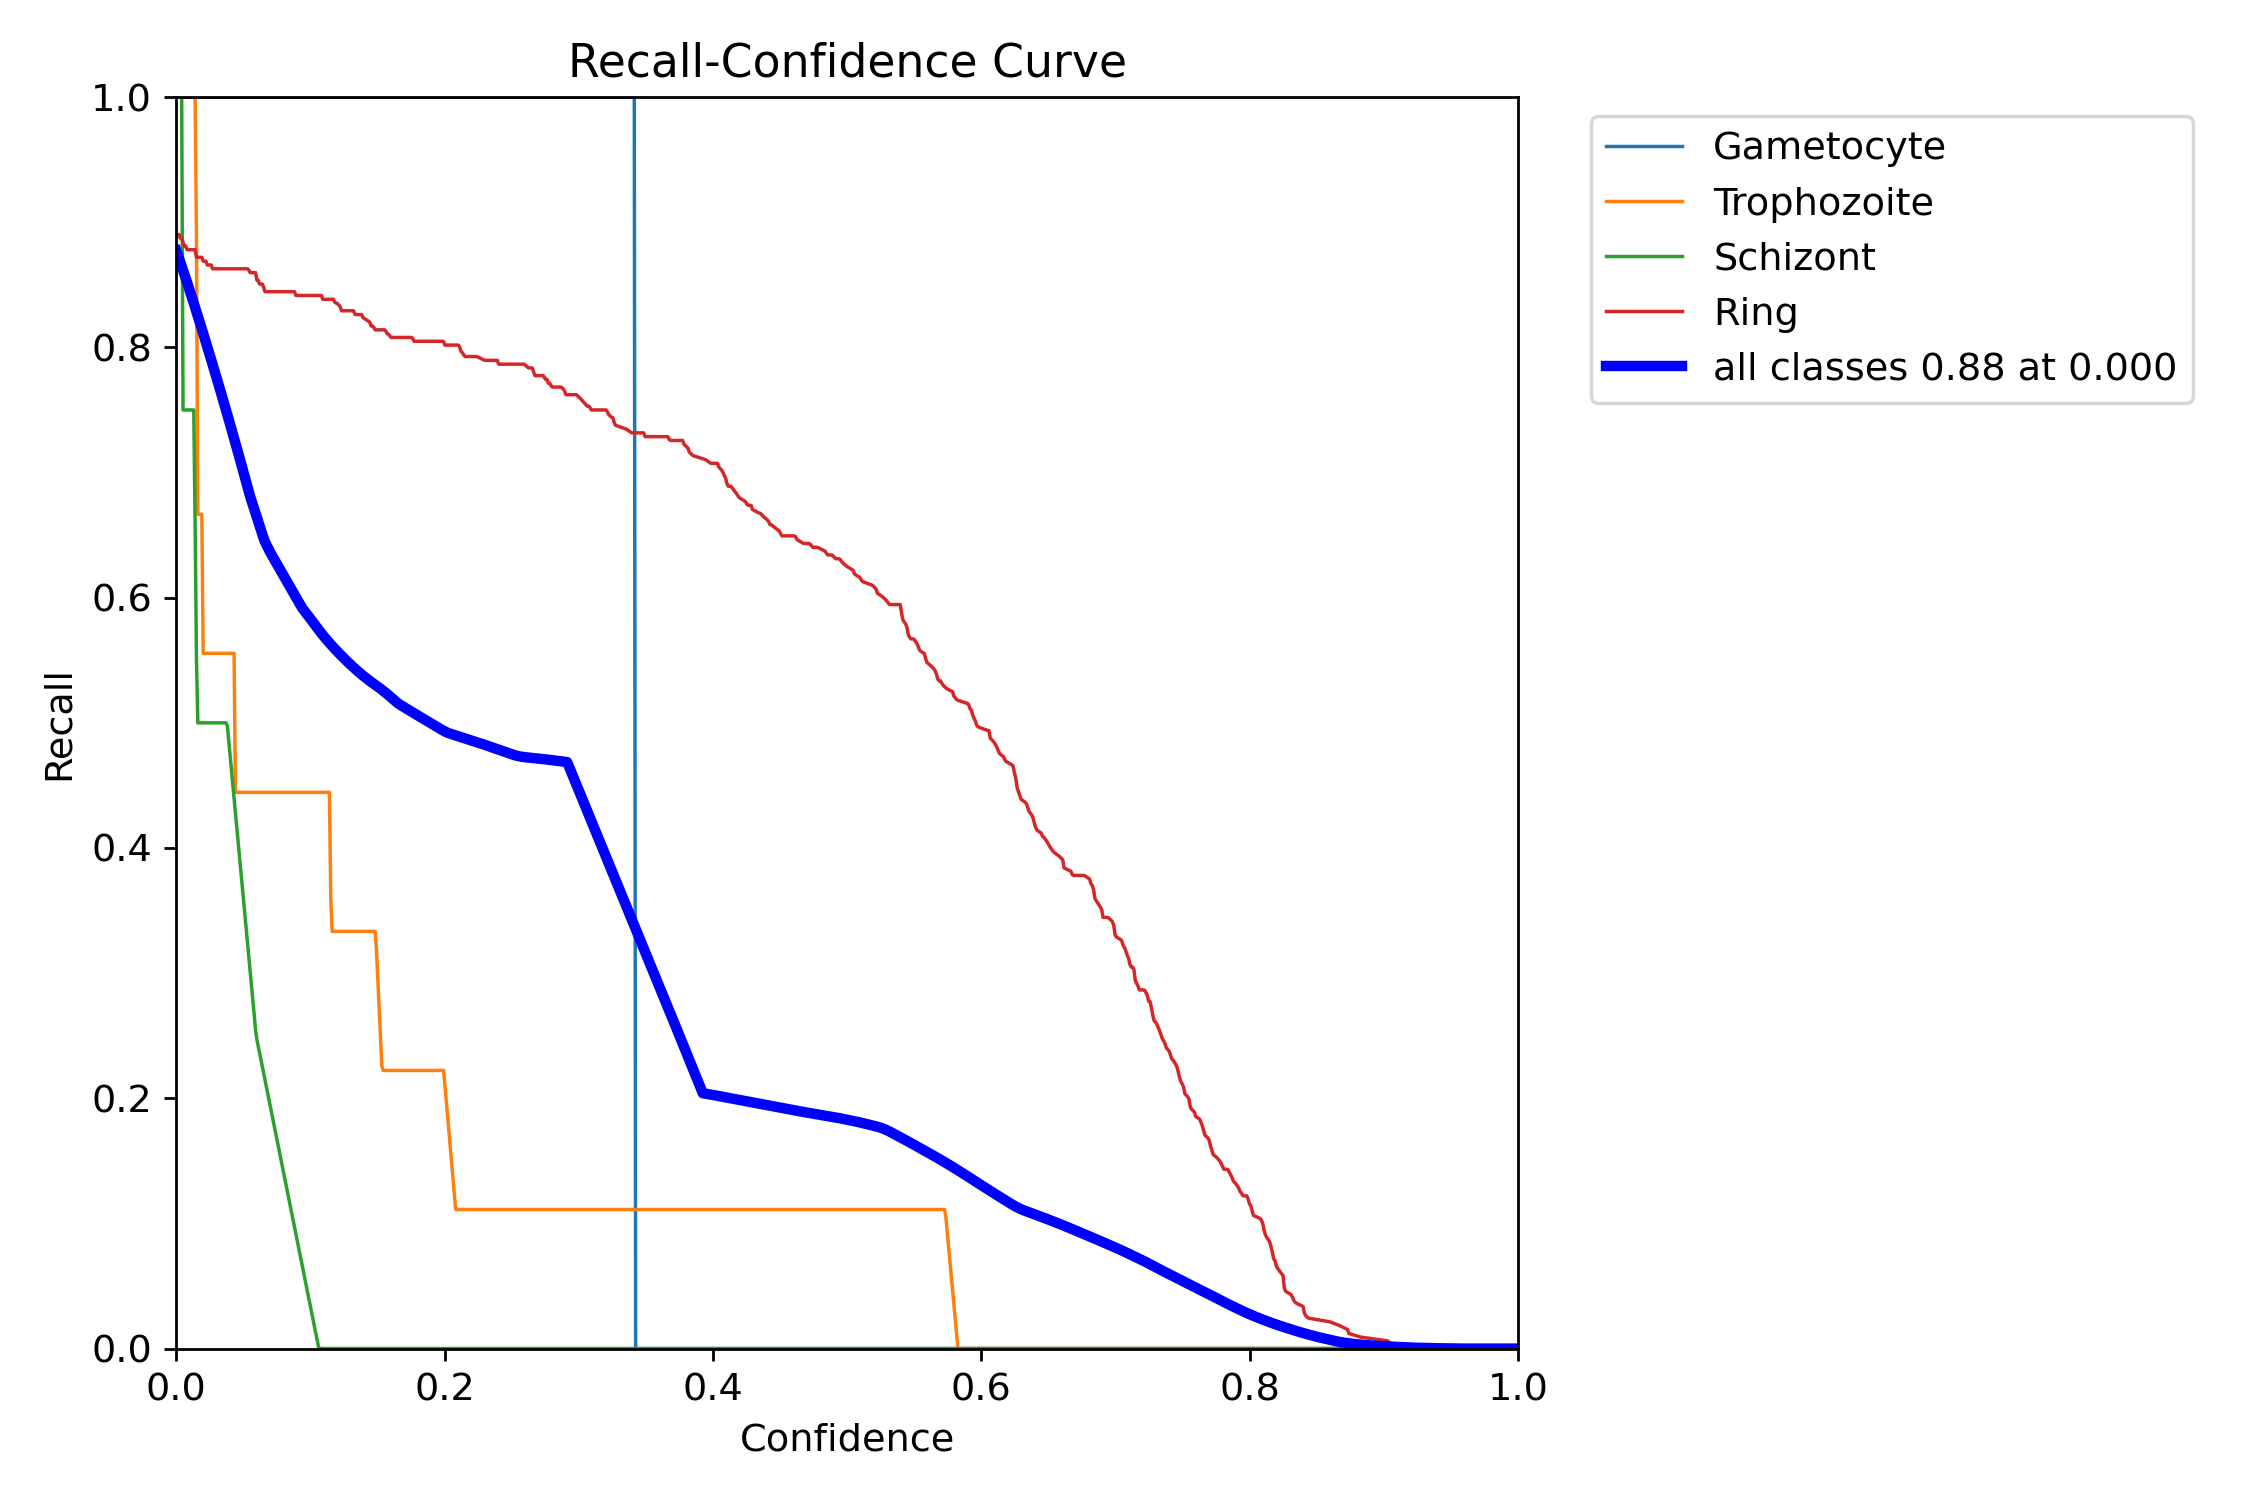 Recall-Confidence Curve
1.0
0.8
0.6
0.4
0.2
0.0
Recall
0.0 0.2 0.4 0.6 0.8 1.0
Confidence
Gametocyte
Trophozoite
Schizont
Ring
all classes 0.88 at 0.000